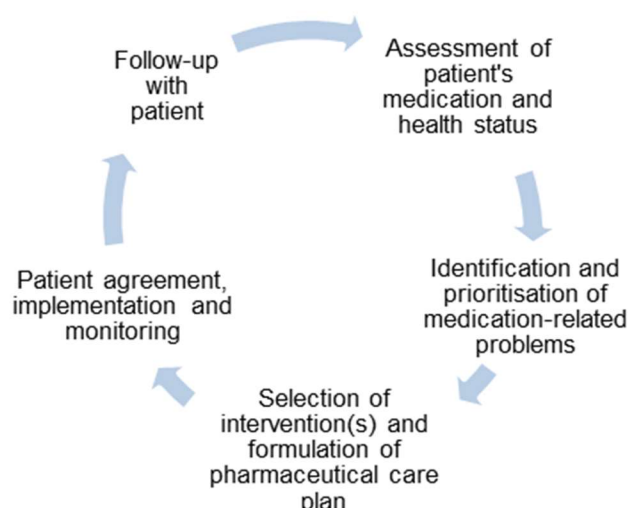 Assessment of
patient's
medication and
health status
Identification and
prioritisation of
medication-related
problems
Selection of
intervention(s) and
formulation of
pharmaceutical care
plan
Patient agreement,
implementation and
monitoring
Follow-up
with
patient